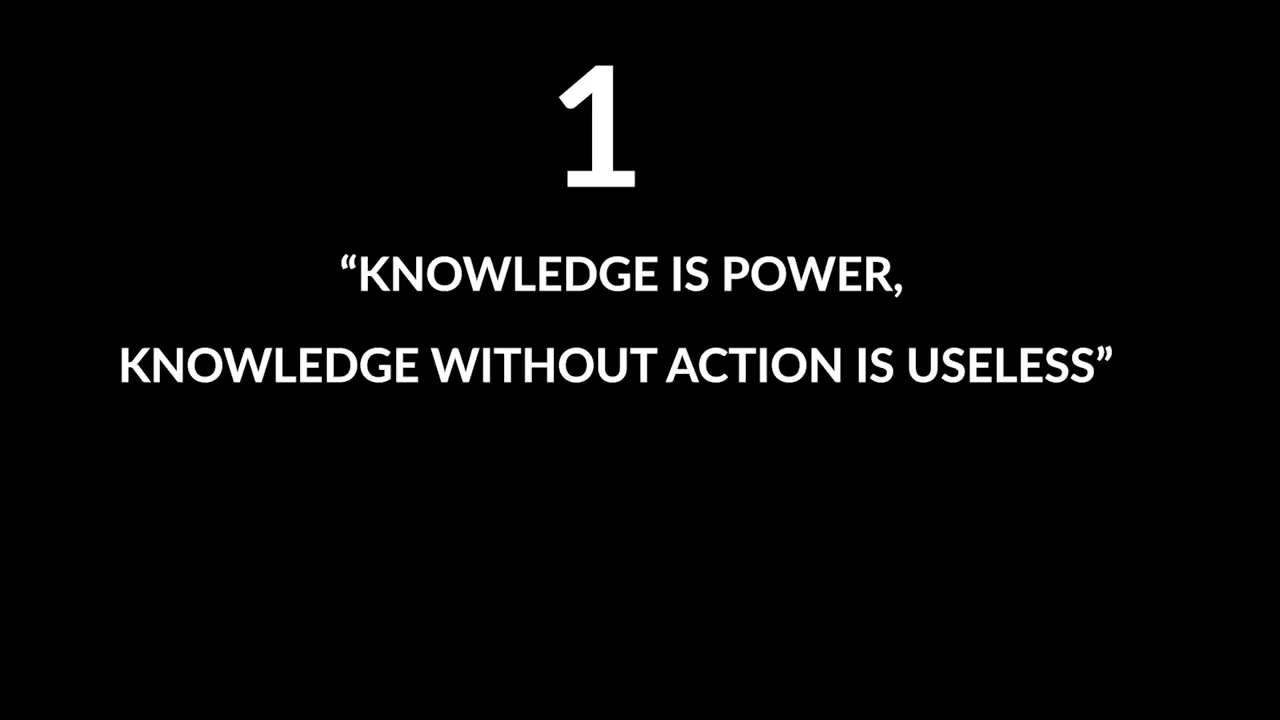 1
“KNOWLEDGE IS POWER,
KNOWLEDGE WITHOUT ACTION IS USELESS”